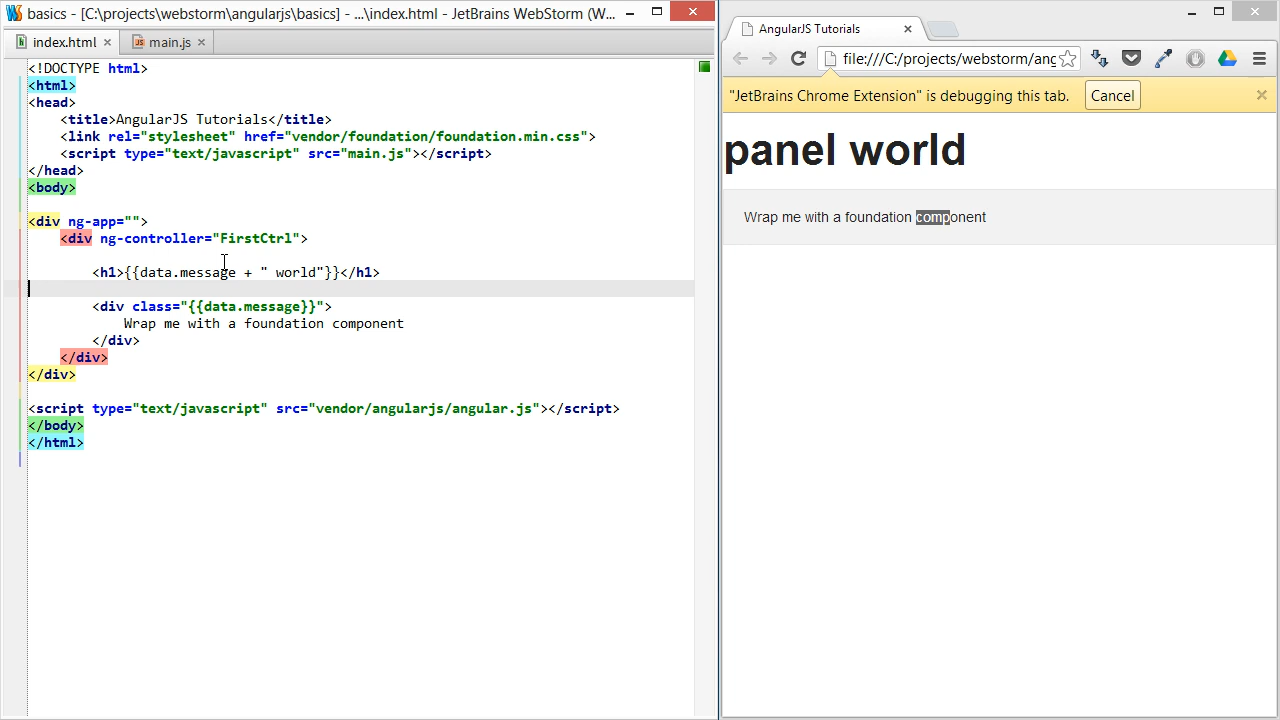 basics - [C:\projects\webstorm\angularjs\basics] - ...\index.html - JetBrains WebStorm (W...
index.html
main.js
<!DOCTYPE html>
<html>
<head>
<title>AngularJS Tutorials</title>
<link rel="stylesheet" href="vendor/foundation/foundation.min.css">
<script type="text/javascript" src="main.js"></script>
</head>
<body>
<div ng-app="">
<div ng-controller="FirstCtrl">
<h1>{{data.message + " world"}}</h1>
<div class="{{data.message}}">
Wrap me with a foundation component
</div>
</div>
</div>
<script type="text/javascript" src="vendor/angularjs/angular.js"></script>
</body>
</html>
AngularJS Tutorials
file:///C:/projects/webstorm/ang
"JetBrains Chrome Extension" is debugging this tab.
Cancel
panel world
Wrap me with a foundation component